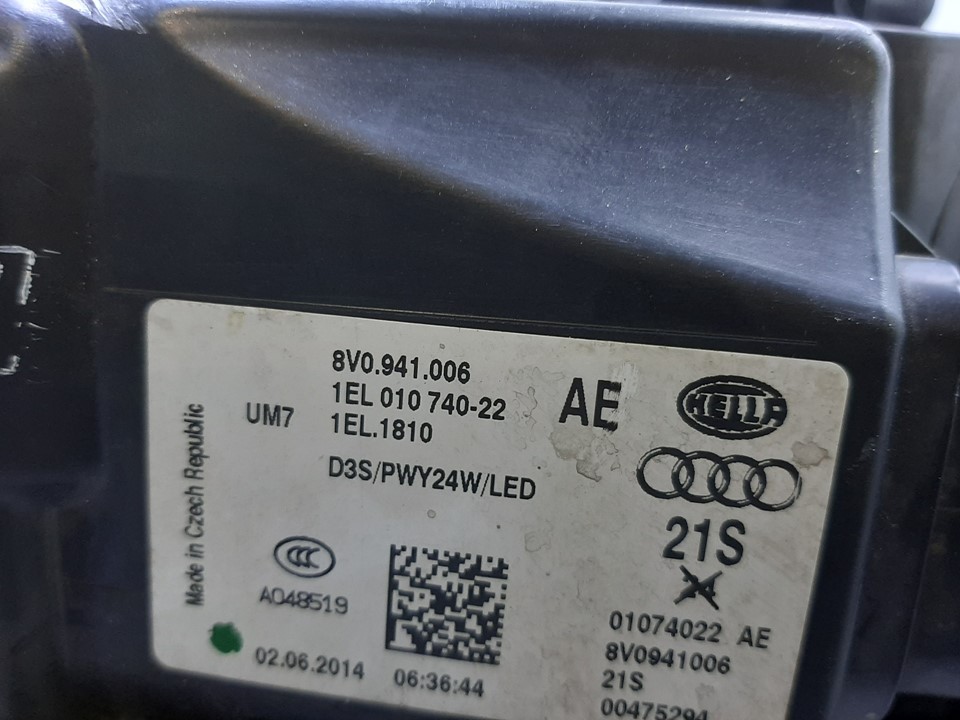 8V0.941.006
1EL 010 740-22
1EL.1810
UM7
D3S/PWY24W/LED
AE
HELLA
Made in Czech Republic
CCC
A048519
21S
01074022 AE
8V0941006
21S
00475294
02.06.2014 06:36:44